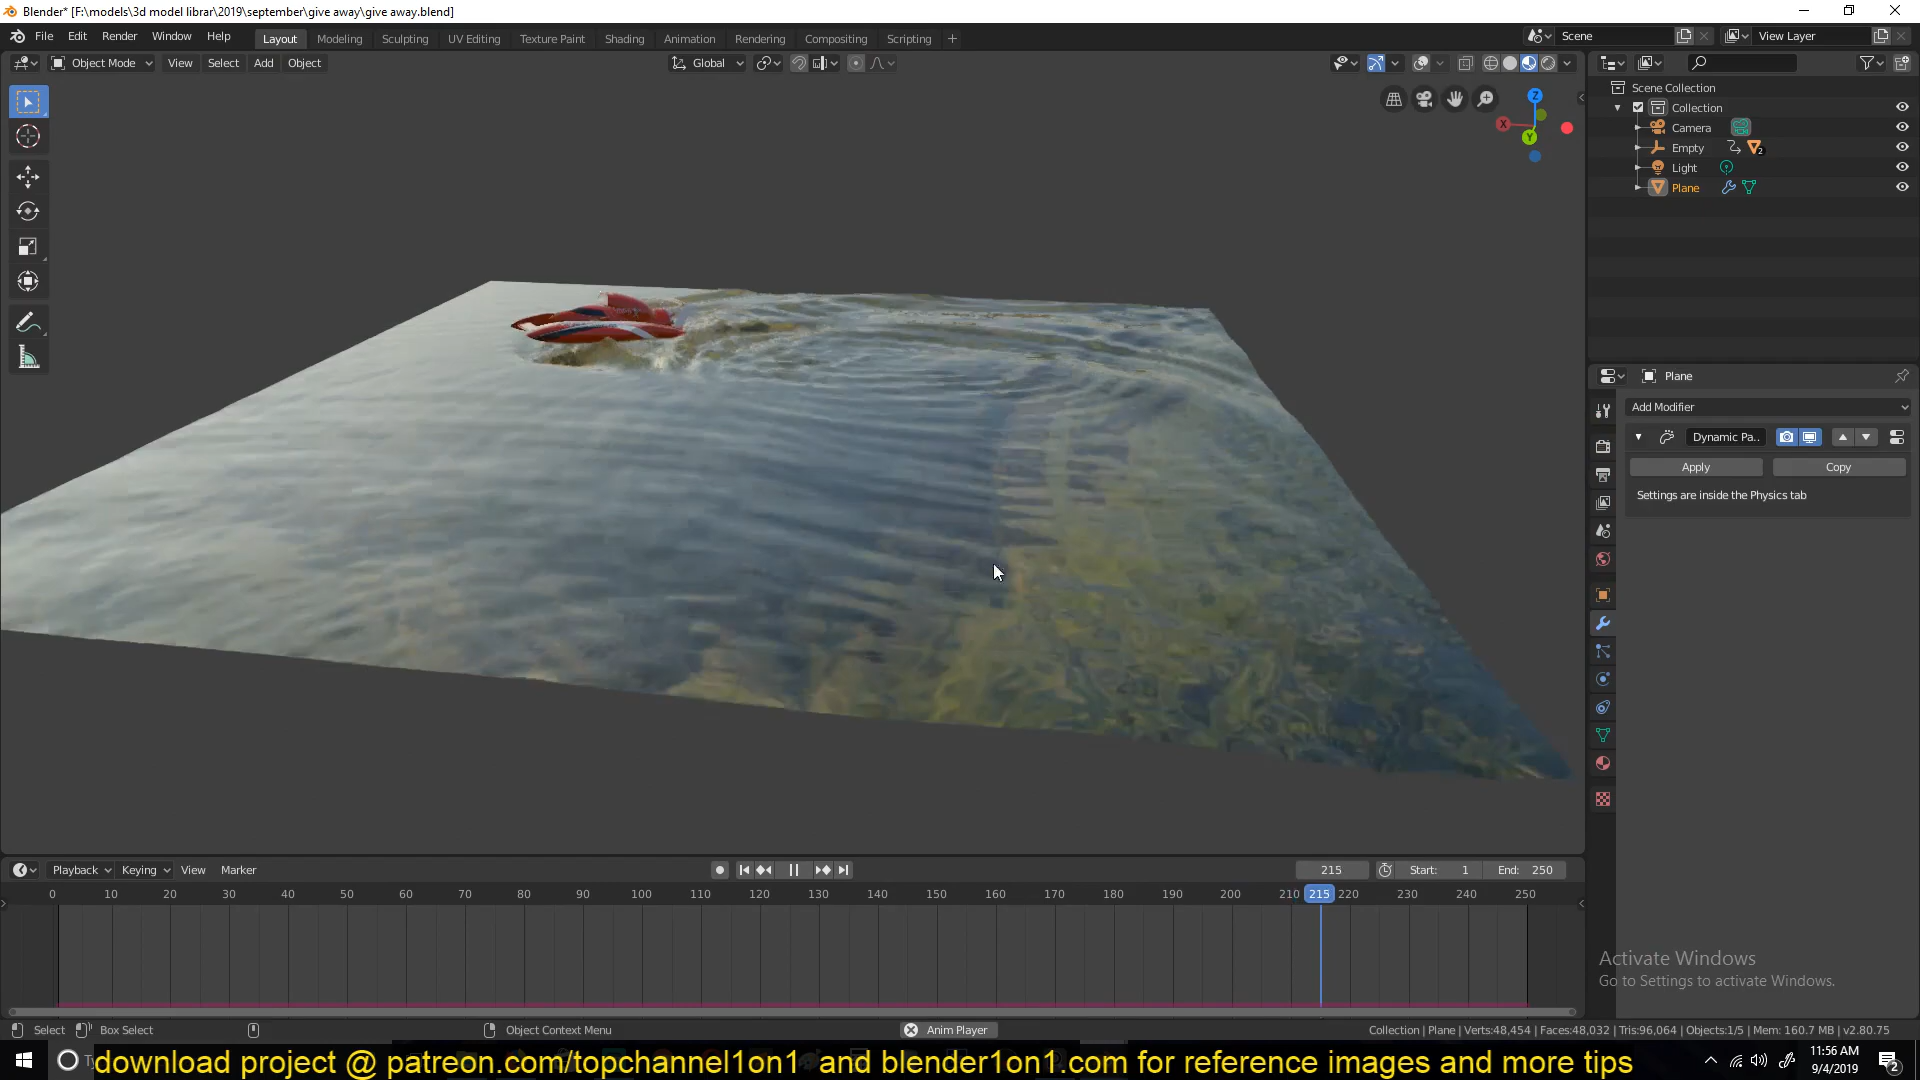 Blender* [F:\models\3d model librar\2019\september\give away\give away.blend]
File Edit Render Window Help Layout Modeling Sculpting UV Editing Texture Paint Shading Animation Rendering Compositing Scripting + Scene View Layer
Object Mode View Select Add Object Global
Z
X
Y
Scene Collection
Collection
Camera
Empty 2
Light
Plane
Plane
Add Modifier
Dynamic Pa..
Apply Copy
Settings are inside the Physics tab
Playback Keying View Marker 215 Start: 1 End: 250
0 10 20 30 40 50 60 70 80 90 100 110 120 130 140 150 160 170 180 190 200 210 215 220 230 240 250
Activate Windows
Go to Settings to activate Windows.
Select Box Select Object Context Menu Anim Player Collection | Plane | Verts:48,454 | Faces:48,032 | Tris:96,064 | Objects:1/5 | Mem: 160.7 MB | v2.80.75
download project @ patreon.com/topchannel1on1 and blender1on1.com for reference images and more tips
11:56 AM
9/4/2019
2